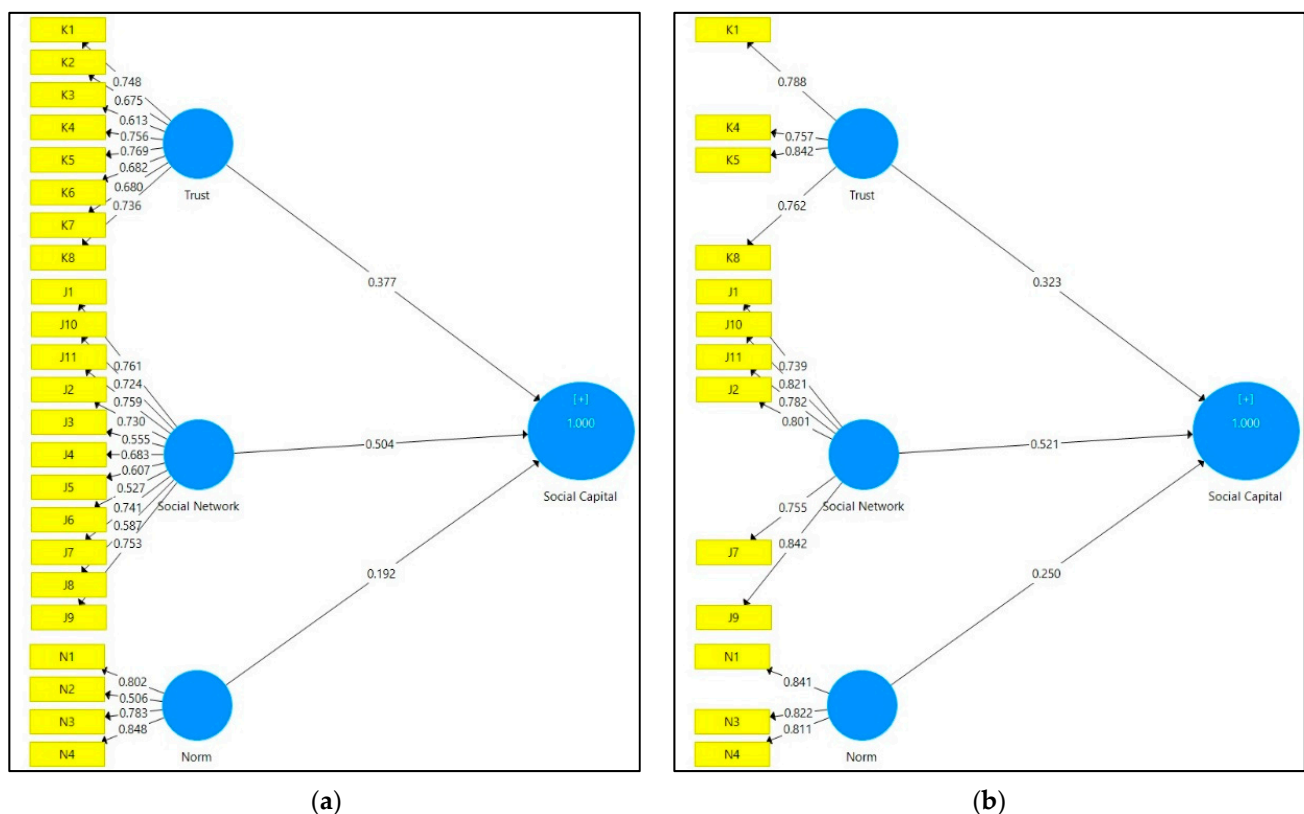 K1
K2
K3
K4
K5
K6
K7
K8
0.748
0.675
0.613
0.756
0.769
0.682
0.680
0.736
Trust
J1
J10
J11
J2
J3
J4
J5
J6
J7
J8
J9
0.761
0.724
0.759
0.730
0.555
0.683
0.607
0.527
0.741
0.587
0.753
Social Network
N1
N2
N3
N4
0.802
0.506
0.783
0.848
Norm
0.377
0.504
0.192
[+]
1.000
Social Capital
(a)
K1
K4
K5
K8
0.788
0.757
0.842
0.762
Trust
J1
J10
J11
J2
J7
J9
0.739
0.821
0.782
0.801
0.755
0.842
Social Network
N1
N3
N4
0.841
0.822
0.811
Norm
0.323
0.521
0.250
[+]
1.000
Social Capital
(b)